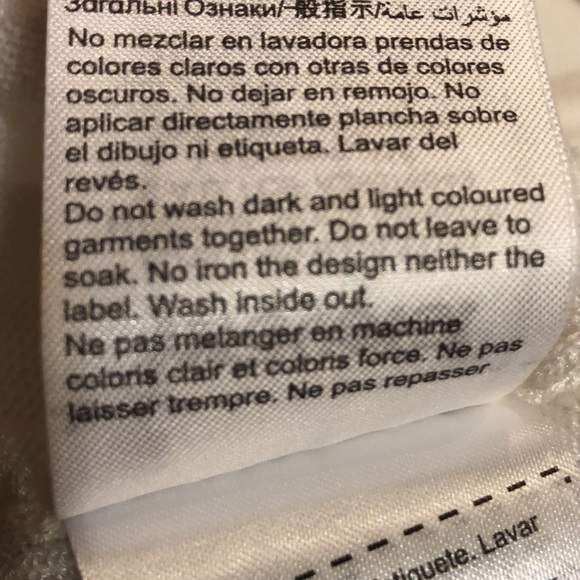 Загальні Ознаки/一般指示/مؤشرات عامة
No mezclar en lavadora prendas de
colores claros con otras de colores
oscuros. No dejar en remojo. No
aplicar directamente plancha sobre
el dibujo ni etiqueta. Lavar del
revés.
Do not wash dark and light coloured
garments together. Do not leave to
soak. No iron the design neither the
label. Wash inside out.
Ne pas melanger en machine
coloris clair et coloris force. Ne pas
laisser trempre. Ne pas repasser
tiquete. Lavar